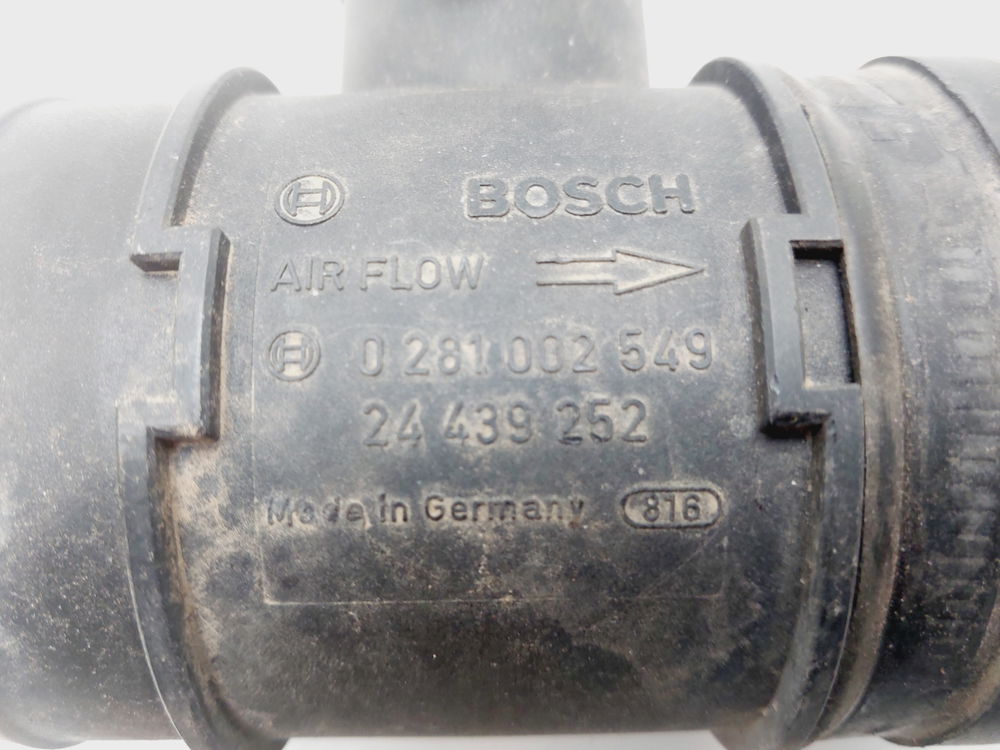 BOSCH
AIR FLOW
0 281 002 549
24 439 252
Made in Germany 816